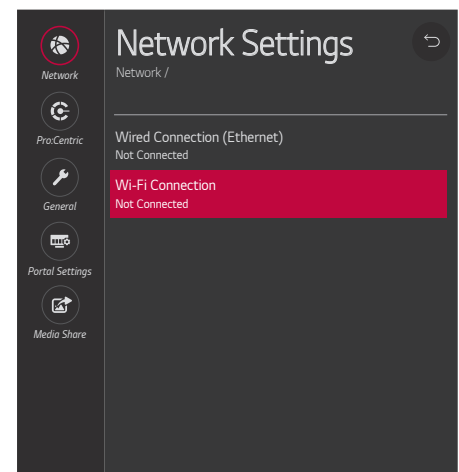 Network Settings
Network /
Network
Pro:Centric
General
Portal Settings
Media Share
Wired Connection (Ethernet)
Not Connected
Wi-Fi Connection
Not Connected